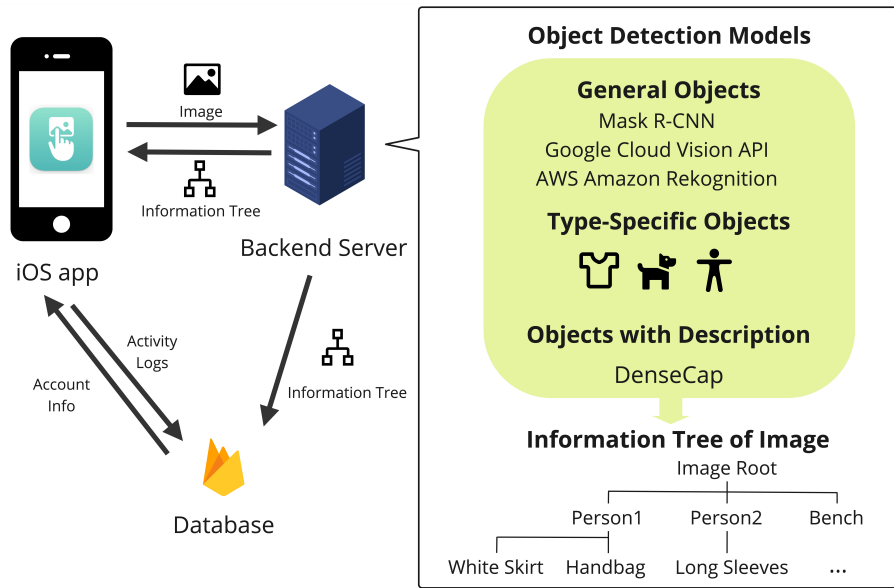 Image
Information Tree
iOS app
Backend Server
Activity
Logs
Account
Info
Information Tree
Database
Object Detection Models
General Objects
Mask R-CNN
Google Cloud Vision API
AWS Amazon Rekognition
Type-Specific Objects
Objects with Description
DenseCap
Information Tree of Image
Image Root
Person1 Person2 Bench
White Skirt Handbag Long Sleeves ...